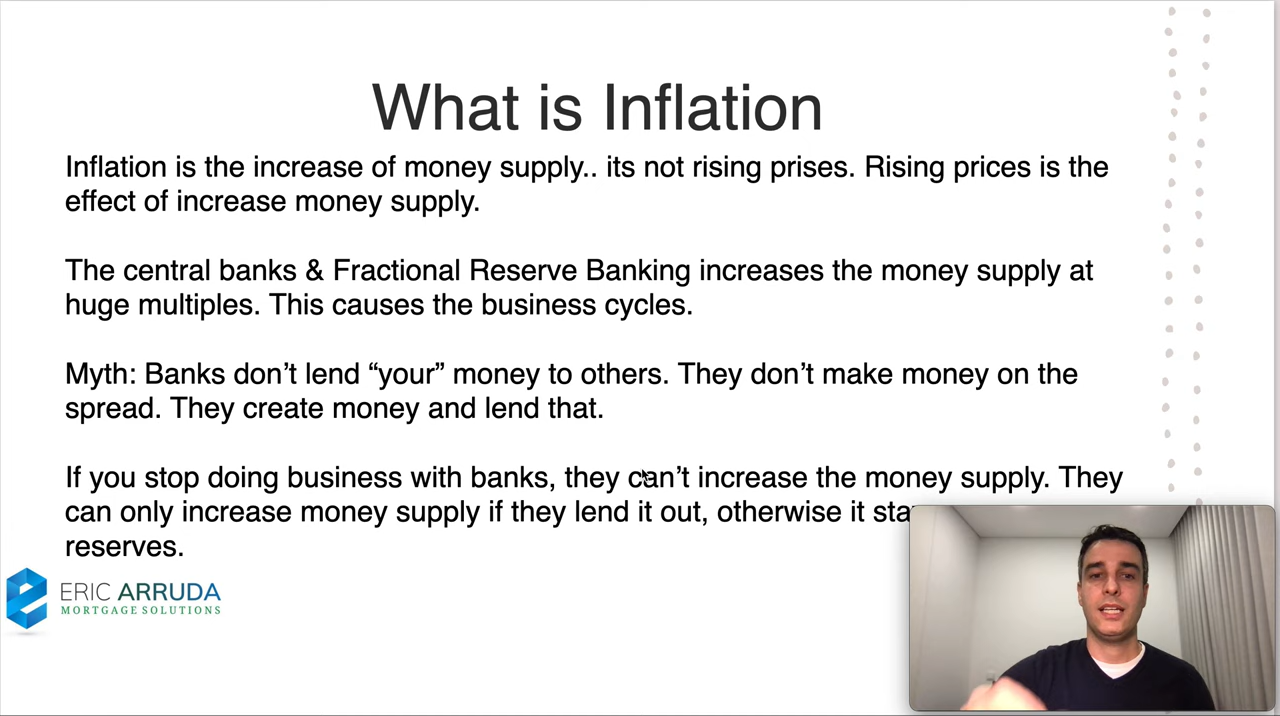 What is Inflation
Inflation is the increase of money supply.. its not rising prises. Rising prices is the
effect of increase money supply.
The central banks & Fractional Reserve Banking increases the money supply at
huge multiples. This causes the business cycles.
Myth: Banks don’t lend “your” money to others. They don’t make money on the
spread. They create money and lend that.
If you stop doing business with banks, they can’t increase the money supply. They
can only increase money supply if they lend it out, otherwise it
reserves.
ERIC ARRUDA
MORTGAGE SOLUTIONS